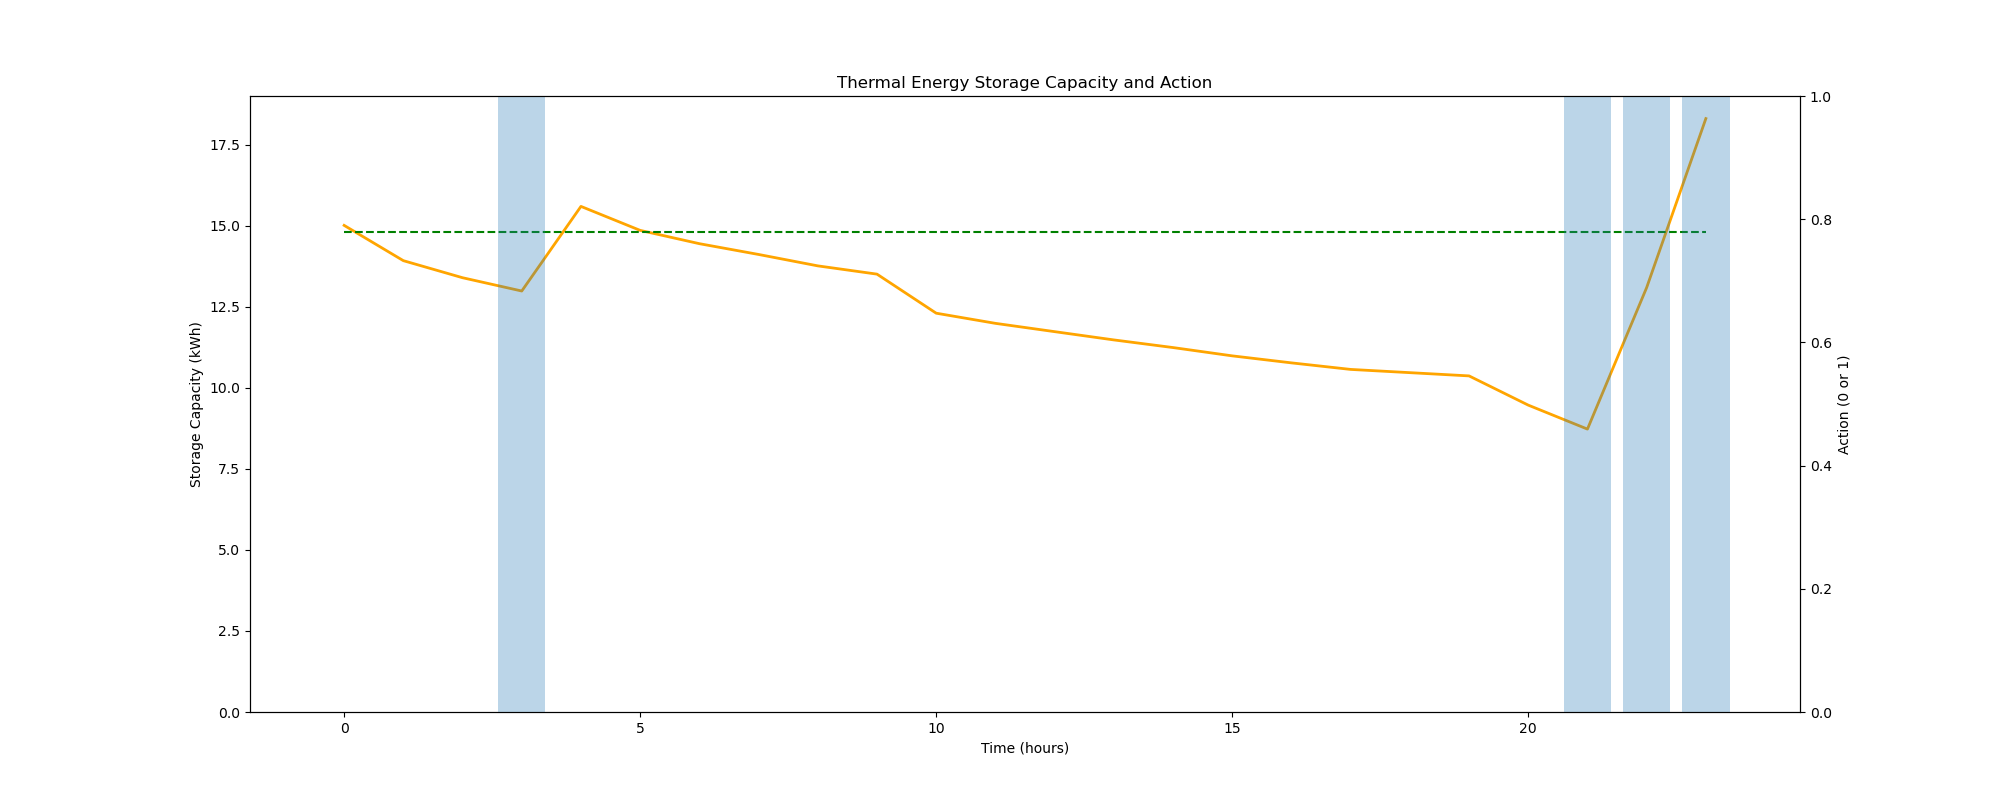 Thermal Energy Storage Capacity and Action
17.5
15.0
12.5
10.0
7.5
5.0
2.5
0.0
Storage Capacity (kWh)
1.0
0.8
0.6
0.4
0.2
0.0
Action (0 or 1)
0 5 10 15 20
Time (hours)